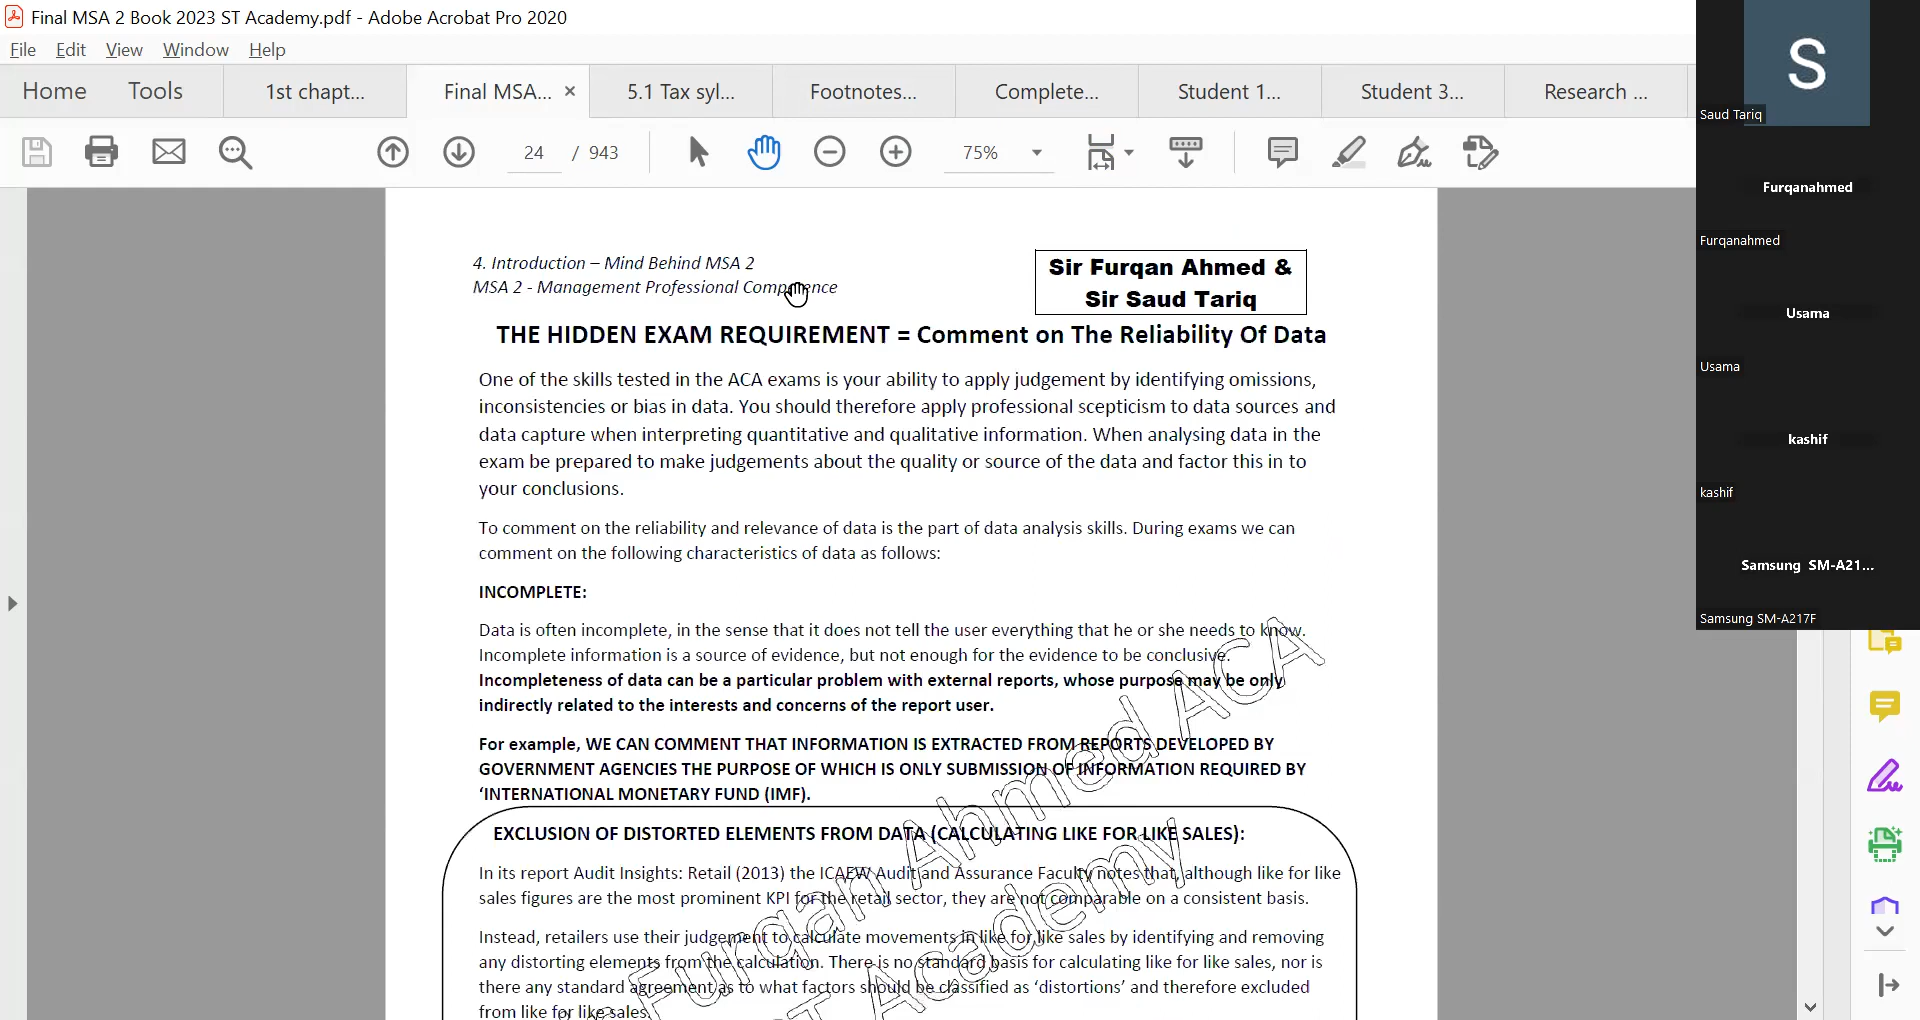 Final MSA 2 Book 2023 ST Academy.pdf - Adobe Acrobat Pro 2020
File Edit View Window Help
Home Tools 1st chapt... Final MSA... × 5.1 Tax syl... Footnotes... Complete... Student 1... Student 3... Research ...
24 / 943 75%
4. Introduction – Mind Behind MSA 2
MSA 2 - Management Professional Competence
Sir Furqan Ahmed &
Sir Saud Tariq
THE HIDDEN EXAM REQUIREMENT = Comment on The Reliability Of Data
One of the skills tested in the ACA exams is your ability to apply judgement by identifying omissions,
inconsistencies or bias in data. You should therefore apply professional scepticism to data sources and
data capture when interpreting quantitative and qualitative information. When analysing data in the
exam be prepared to make judgements about the quality or source of the data and factor this in to
your conclusions.
To comment on the reliability and relevance of data is the part of data analysis skills. During exams we can
comment on the following characteristics of data as follows:
INCOMPLETE:
Data is often incomplete, in the sense that it does not tell the user everything that he or she needs to know.
Incomplete information is a source of evidence, but not enough for the evidence to be conclusive.
Incompleteness of data can be a particular problem with external reports, whose purpose may be only
indirectly related to the interests and concerns of the report user.
For example, WE CAN COMMENT THAT INFORMATION IS EXTRACTED FROM REPORTS DEVELOPED BY
GOVERNMENT AGENCIES THE PURPOSE OF WHICH IS ONLY SUBMISSION OF INFORMATION REQUIRED BY
‘INTERNATIONAL MONETARY FUND (IMF).
EXCLUSION OF DISTORTED ELEMENTS FROM DATA (CALCULATING LIKE FOR LIKE SALES):
In its report Audit Insights: Retail (2013) the ICAEW Audit and Assurance Faculty notes that, although like for like
sales figures are the most prominent KPI for the retail sector, they are not comparable on a consistent basis.
Instead, retailers use their judgement to calculate movements in like for like sales by identifying and removing
any distorting elements from the calculation. There is no standard basis for calculating like for like sales, nor is
there any standard agreement as to what factors should be classified as ‘distortions’ and therefore excluded
from like for like sales.
Furqan Ahmed ACA
ST Academy
S
Saud Tariq
Furqanahmed
Furqanahmed
Usama
Usama
kashif
kashif
Samsung SM-A21...
Samsung SM-A217F